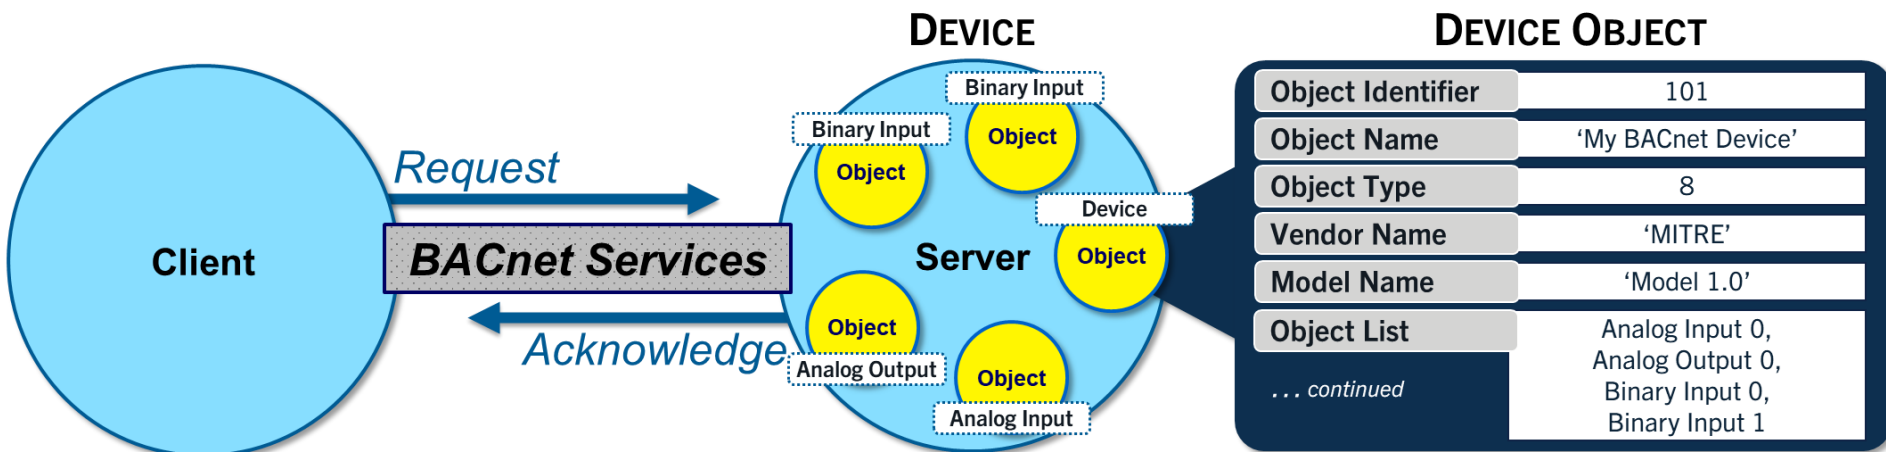 DEVICE
DEVICE OBJECT
Client
Request
BACnet Services
Acknowledge
Server
Binary Input
Object
Binary Input
Object
Device
Object
Object
Analog Output
Object
Analog Input
Object Identifier 101
Object Name ‘My BACnet Device’
Object Type 8
Vendor Name ‘MITRE’
Model Name ‘Model 1.0’
Object List Analog Input 0,
Analog Output 0,
... continued Binary Input 0,
Binary Input 1